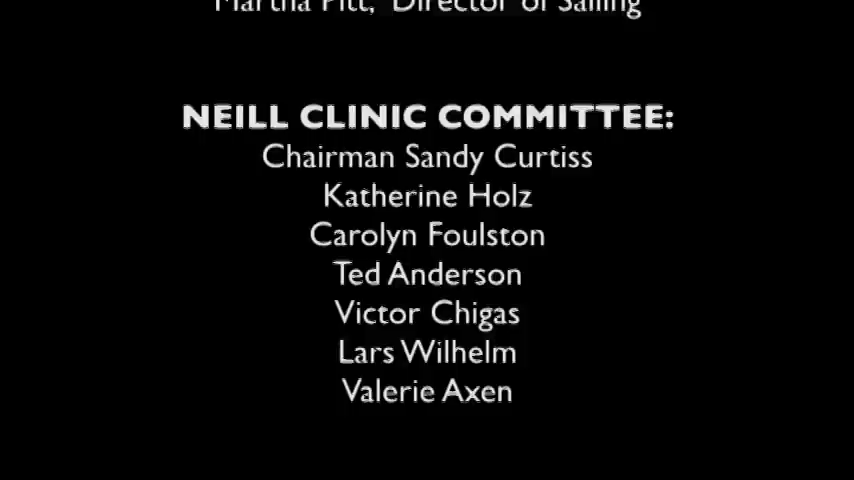 Martha Pitt, Director of Sailing
NEILL CLINIC COMMITTEE:
Chairman Sandy Curtiss
Katherine Holz
Carolyn Foulston
Ted Anderson
Victor Chigas
Lars Wilhelm
Valerie Axen